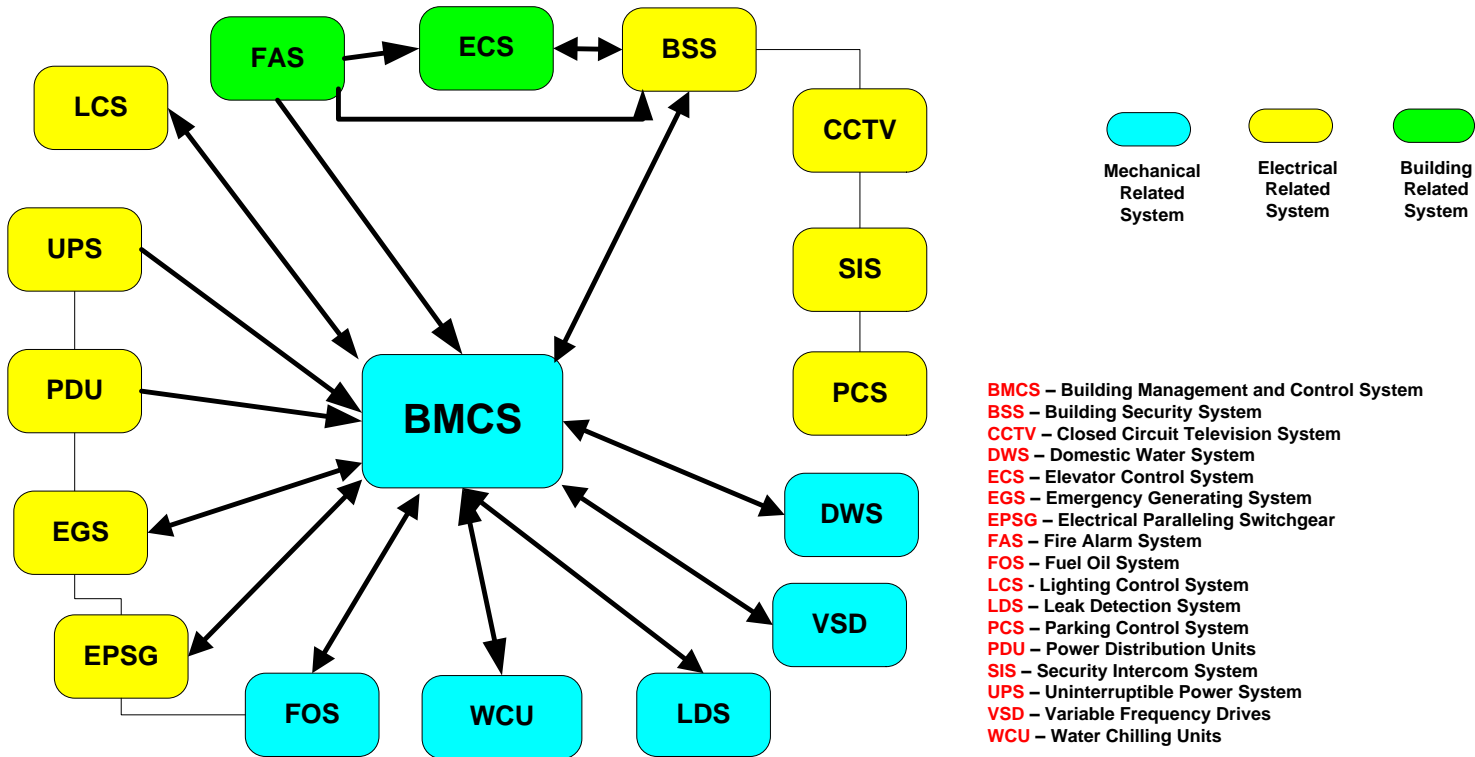 FAS
ECS
BSS
LCS
CCTV
UPS
SIS
PDU
PCS
BMCS
EGS
DWS
EPSG
VSD
FOS
WCU
LDS
Mechanical
Related
System
Electrical
Related
System
Building
Related
System
BMCS – Building Management and Control System
BSS – Building Security System
CCTV – Closed Circuit Television System
DWS – Domestic Water System
ECS – Elevator Control System
EGS – Emergency Generating System
EPSG – Electrical Paralleling Switchgear
FAS – Fire Alarm System
FOS – Fuel Oil System
LCS - Lighting Control System
LDS – Leak Detection System
PCS – Parking Control System
PDU – Power Distribution Units
SIS – Security Intercom System
UPS – Uninterruptible Power System
VSD – Variable Frequency Drives
WCU – Water Chilling Units